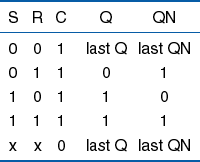 S R C Q QN
0 0 1 last Q last QN
0 1 1 0 1
1 0 1 1 0
1 1 1 1 1
x x 0 last Q last QN